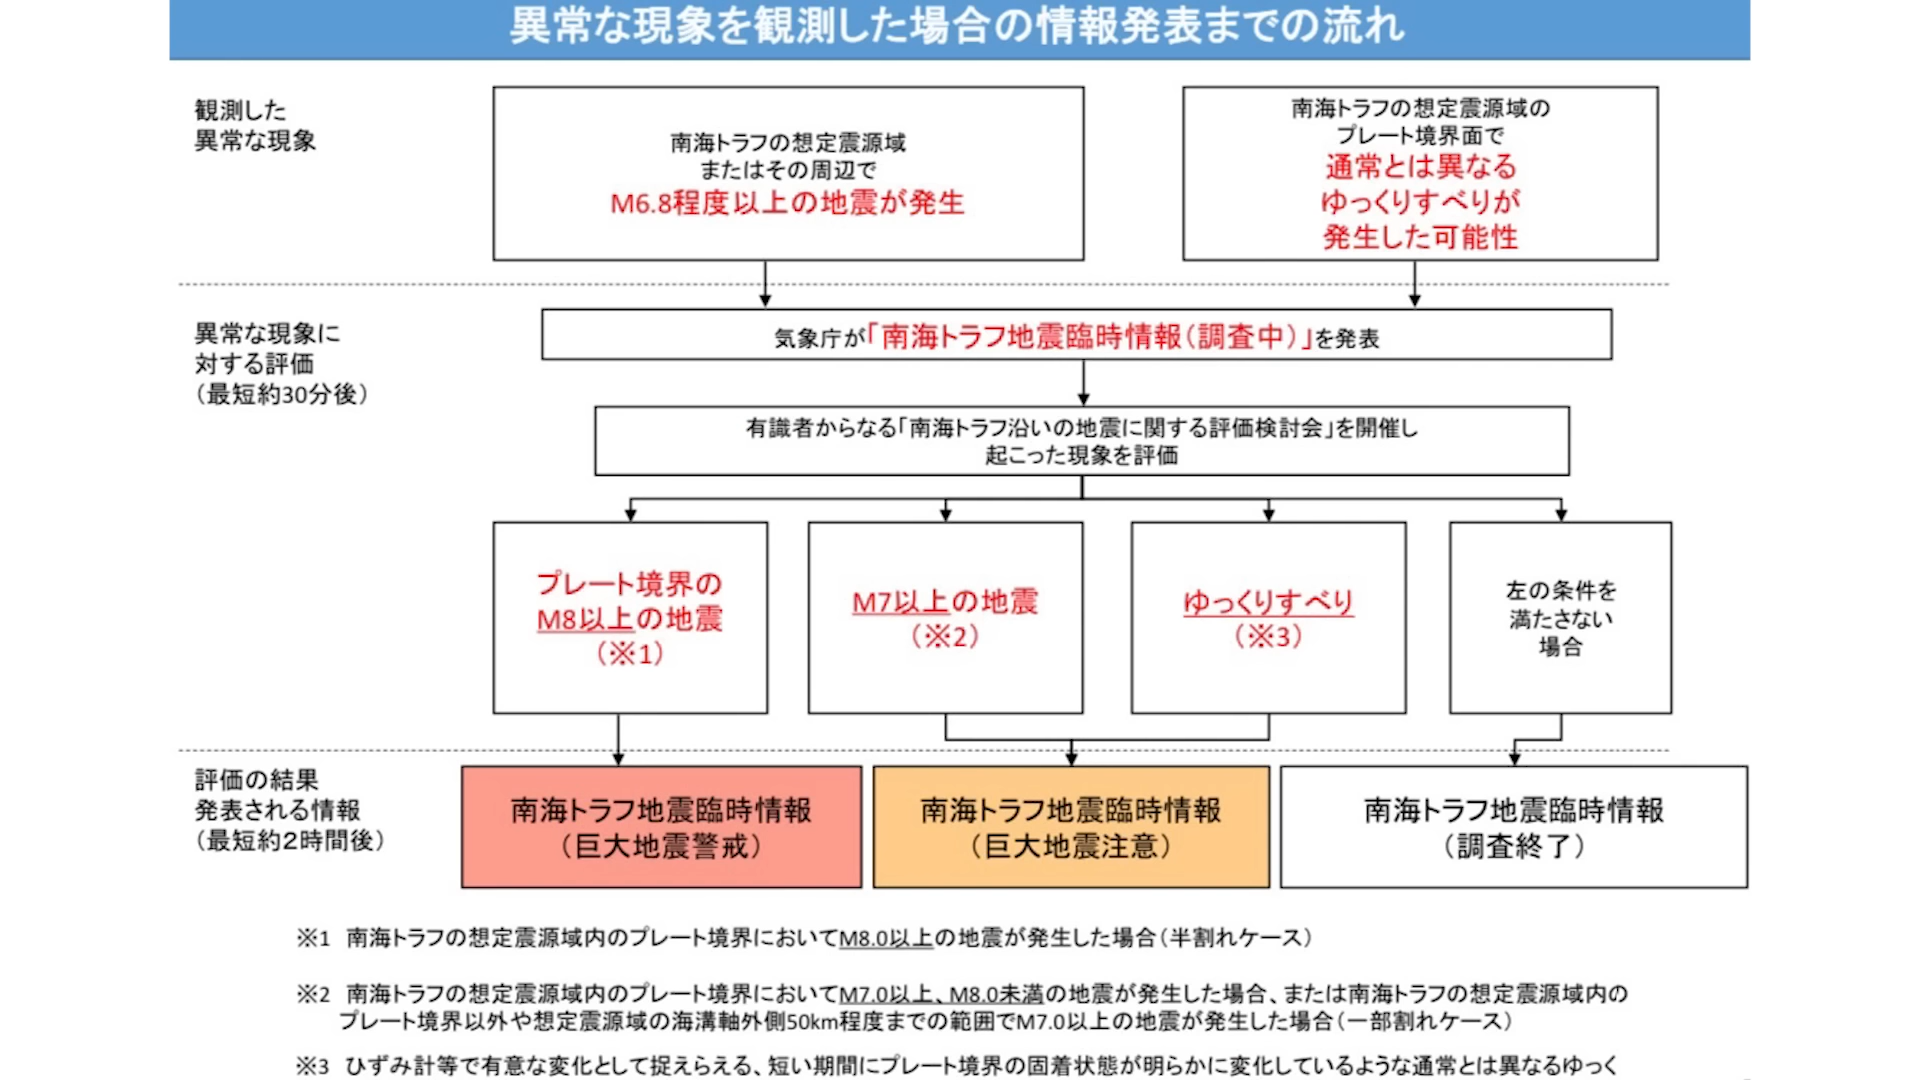 異常な現象を観測した場合の情報発表までの流れ
観測した
異常な現象
南海トラフの想定震源域
またはその周辺で
M6.8程度以上の地震が発生
南海トラフの想定震源域の
プレート境界面で
通常とは異なる
ゆっくりすべりが
発生した可能性
異常な現象に
対する評価
（最短約30分後）
気象庁が「南海トラフ地震臨時情報（調査中）」を発表
有識者からなる「南海トラフ沿いの地震に関する評価検討会」を開催し
起こった現象を評価
プレート境界の
M8以上の地震
（※1）
M7以上の地震
（※2）
ゆっくりすべり
（※3）
左の条件を
満たさない
場合
評価の結果
発表される情報
（最短約２時間後）
南海トラフ地震臨時情報
（巨大地震警戒）
南海トラフ地震臨時情報
（巨大地震注意）
南海トラフ地震臨時情報
（調査終了）
※1 南海トラフの想定震源域内のプレート境界においてM8.0以上の地震が発生した場合（半割れケース）
※2 南海トラフの想定震源域内のプレート境界においてM7.0以上、M8.0未満の地震が発生した場合、または南海トラフの想定震源域内の
プレート境界以外や想定震源域の海溝軸外側50km程度までの範囲でM7.0以上の地震が発生した場合（一部割れケース）
※3 ひずみ計等で有意な変化として捉えらえる、短い期間にプレート境界の固着状態が明らかに変化しているような通常とは異なるゆっく